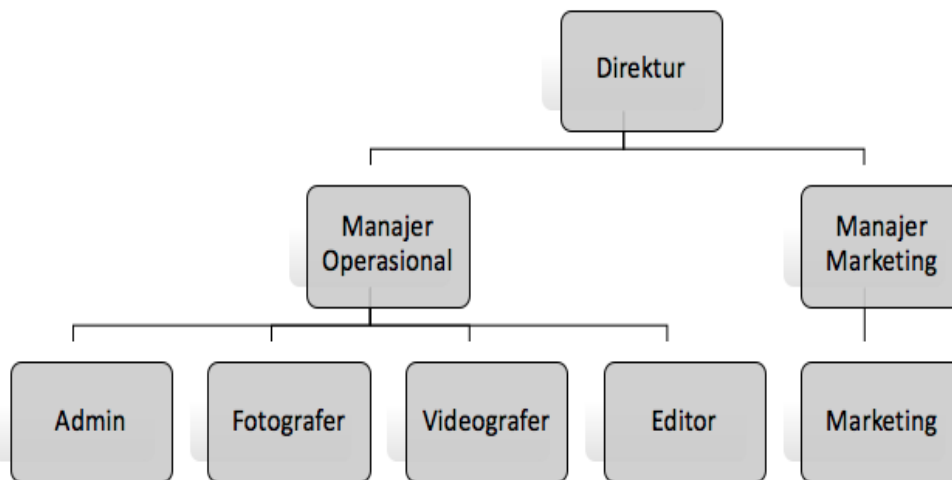 Direktur
Manajer
Operasional
Manajer
Marketing
Admin
Fotografer
Videografer
Editor
Marketing